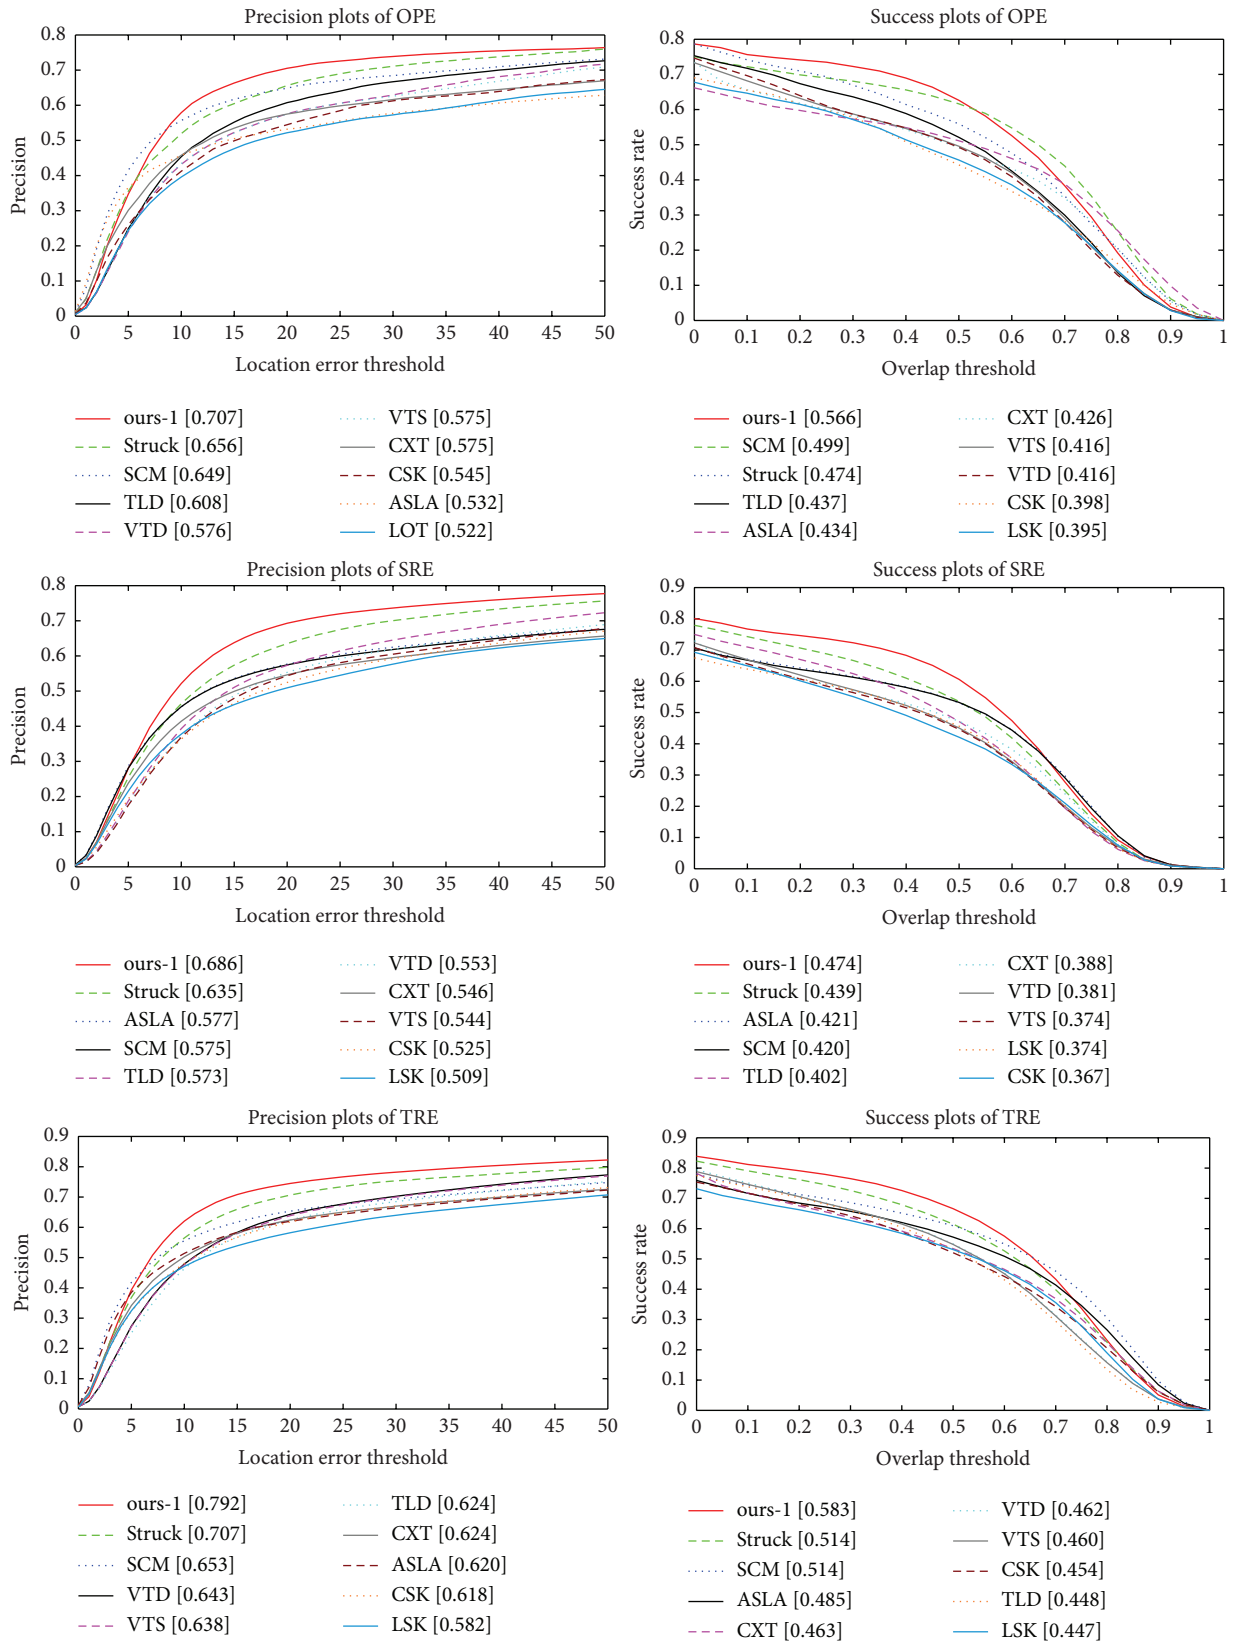 Precision plots of OPE
0.8
0.7
0.6
0.5
0.4
0.3
0.2
0.1
0
Precision
0 5 10 15 20 25 30 35 40 45 50
Location error threshold
ours-1 [0.707]
Struck [0.656]
SCM [0.649]
TLD [0.608]
VTD [0.576]
VTS [0.575]
CXT [0.575]
CSK [0.545]
ASLA [0.532]
LOT [0.522]
Success plots of OPE
0.8
0.7
0.6
0.5
0.4
0.3
0.2
0.1
0
Success rate
0 0.1 0.2 0.3 0.4 0.5 0.6 0.7 0.8 0.9 1
Overlap threshold
ours-1 [0.566]
SCM [0.499]
Struck [0.474]
TLD [0.437]
ASLA [0.434]
CXT [0.426]
VTS [0.416]
VTD [0.416]
CSK [0.398]
LSK [0.395]
Precision plots of SRE
0.8
0.7
0.6
0.5
0.4
0.3
0.2
0.1
0
Precision
0 5 10 15 20 25 30 35 40 45 50
Location error threshold
ours-1 [0.686]
Struck [0.635]
ASLA [0.577]
SCM [0.575]
TLD [0.573]
VTD [0.553]
CXT [0.546]
VTS [0.544]
CSK [0.525]
LSK [0.509]
Success plots of SRE
0.9
0.8
0.7
0.6
0.5
0.4
0.3
0.2
0.1
0
Success rate
0 0.1 0.2 0.3 0.4 0.5 0.6 0.7 0.8 0.9 1
Overlap threshold
ours-1 [0.474]
Struck [0.439]
ASLA [0.421]
SCM [0.420]
TLD [0.402]
CXT [0.388]
VTD [0.381]
VTS [0.374]
LSK [0.374]
CSK [0.367]
Precision plots of TRE
0.9
0.8
0.7
0.6
0.5
0.4
0.3
0.2
0.1
0
Precision
0 5 10 15 20 25 30 35 40 45 50
Location error threshold
ours-1 [0.792]
Struck [0.707]
SCM [0.653]
VTD [0.643]
VTS [0.638]
TLD [0.624]
CXT [0.624]
ASLA [0.620]
CSK [0.618]
LSK [0.582]
Success plots of TRE
0.9
0.8
0.7
0.6
0.5
0.4
0.3
0.2
0.1
0
Success rate
0 0.1 0.2 0.3 0.4 0.5 0.6 0.7 0.8 0.9 1
Overlap threshold
ours-1 [0.583]
Struck [0.514]
SCM [0.514]
ASLA [0.485]
CXT [0.463]
VTD [0.462]
VTS [0.460]
CSK [0.454]
TLD [0.448]
LSK [0.447]